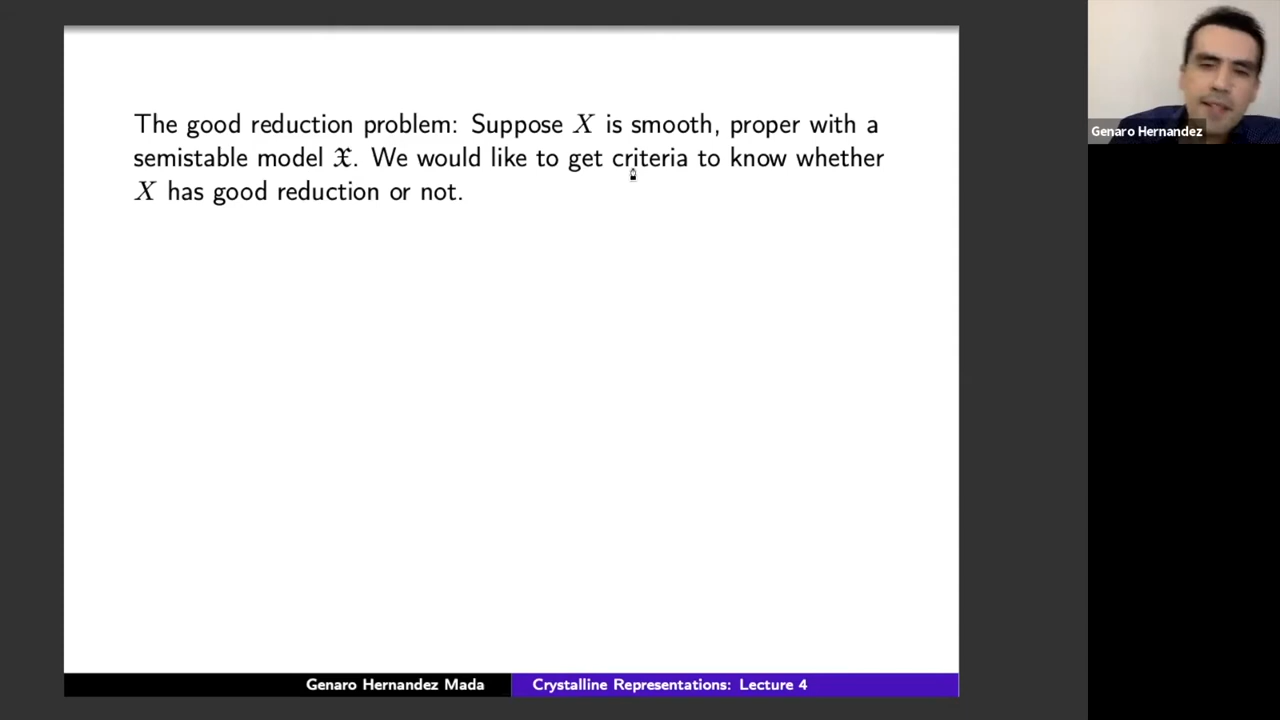 The good reduction problem: Suppose X is smooth, proper with a
semistable model 𝔛. We would like to get criteria to know whether
X has good reduction or not.
Genaro Hernandez Mada
Crystalline Representations: Lecture 4
Genaro Hernandez